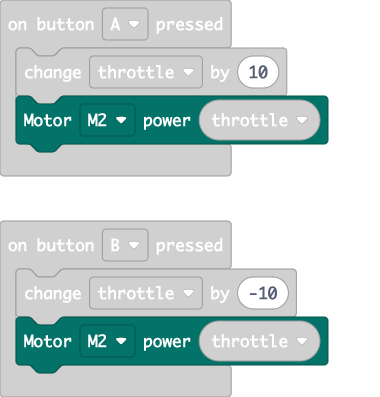 on button A pressed
change throttle by 10
Motor M2 power throttle
on button B pressed
change throttle by -10
Motor M2 power throttle